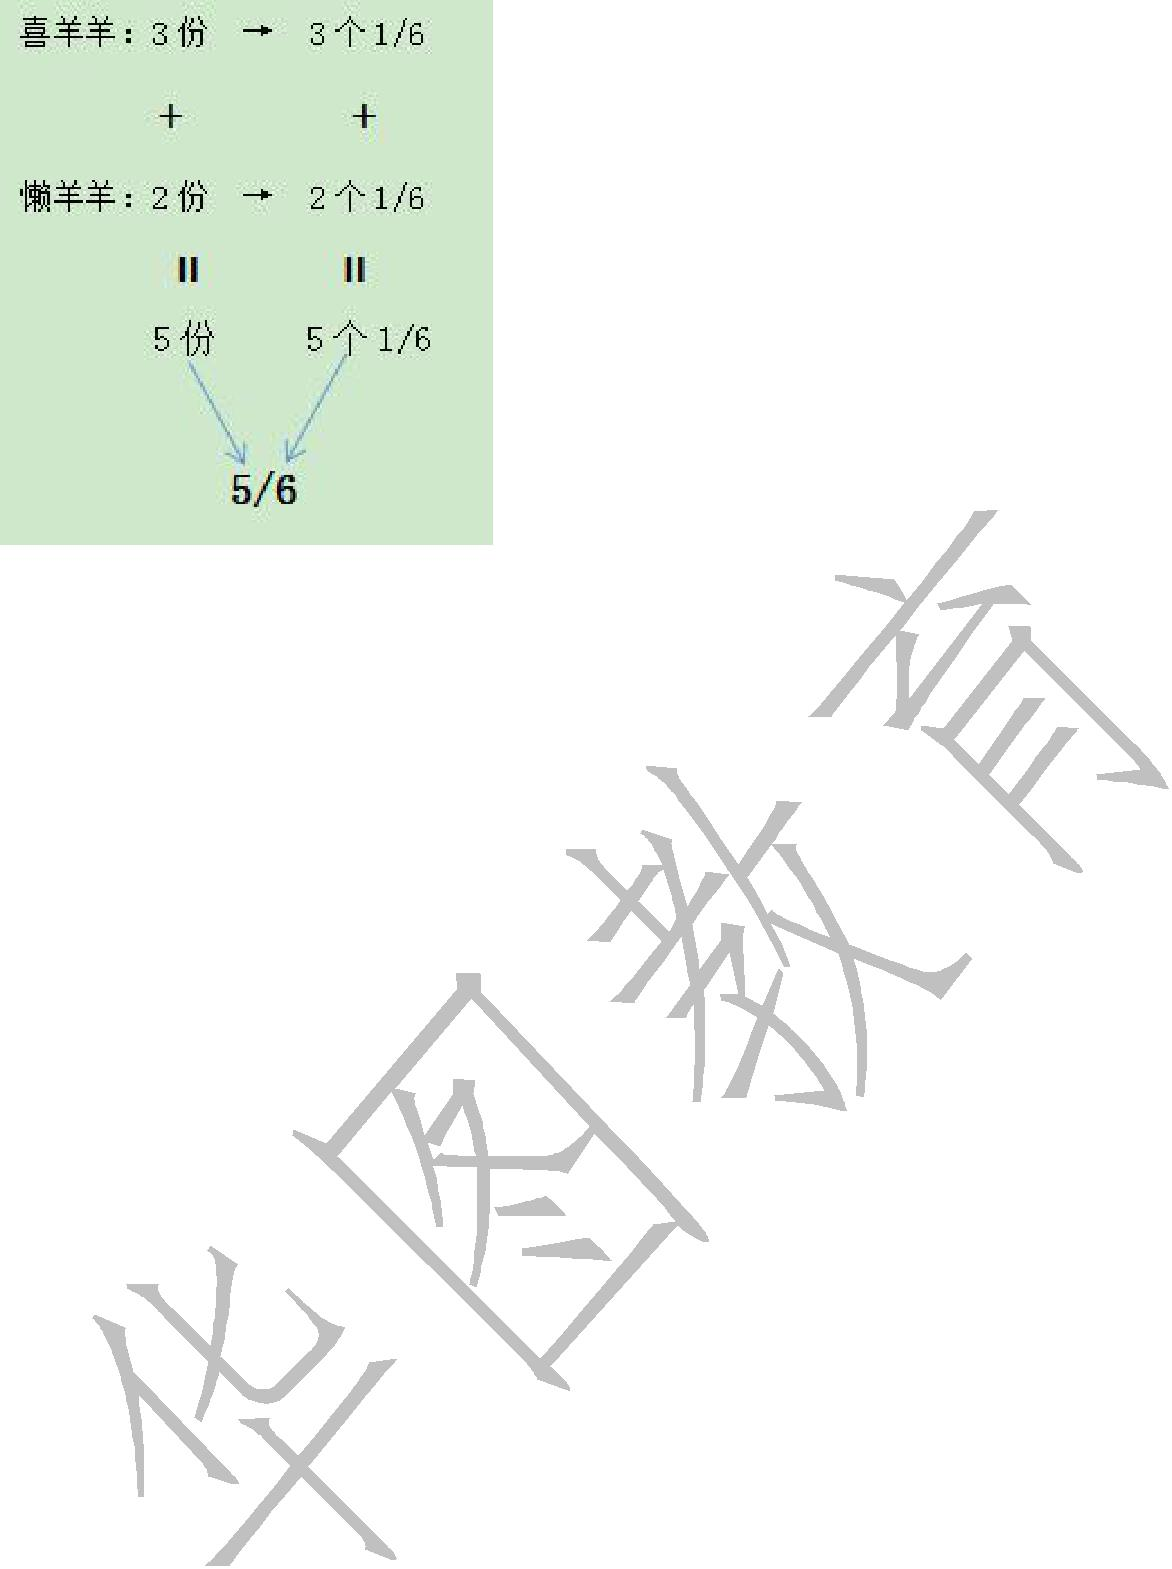 喜羊羊：3份 → 3个1/6
+ +
懒羊羊：2份 → 2个1/6
= =
5份 5个1/6
5/6
华图教育